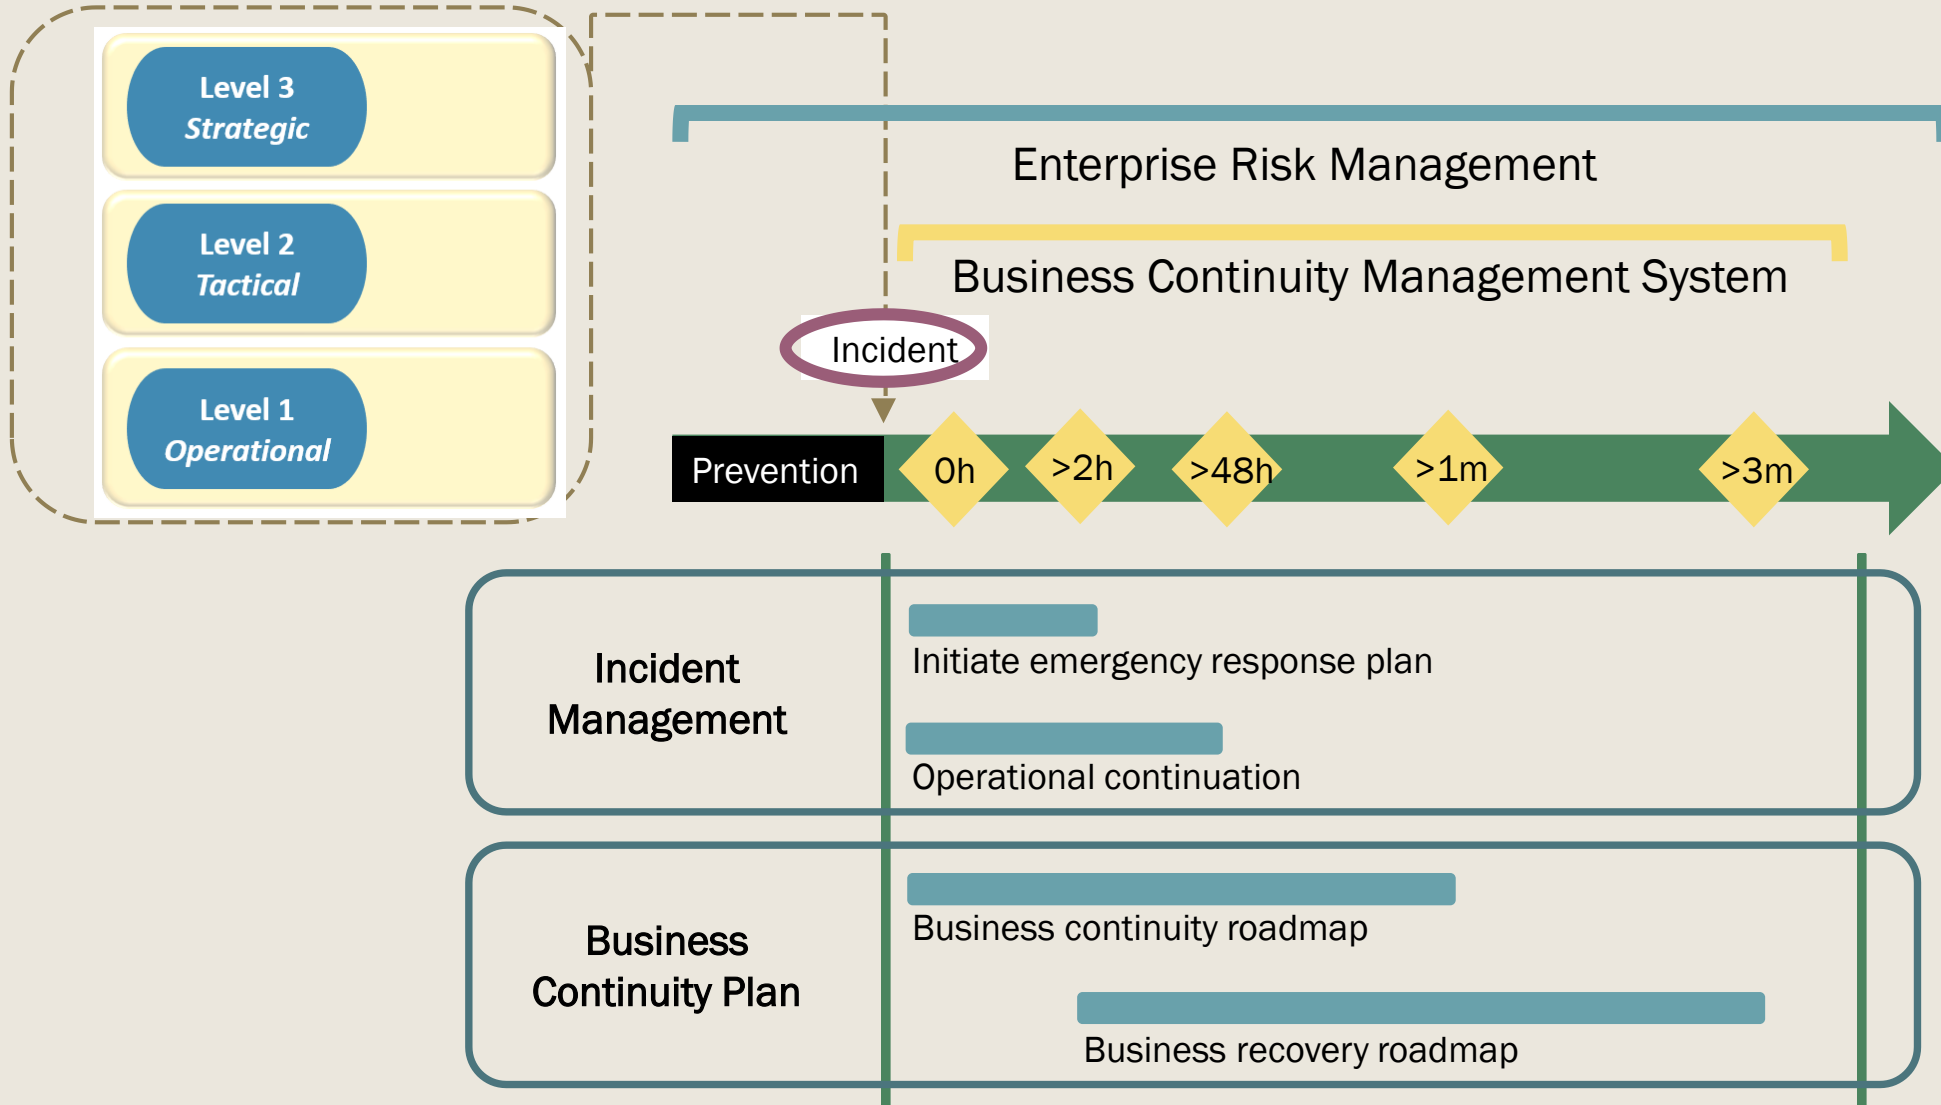 Level 3
Strategic
Level 2
Tactical
Level 1
Operational
Enterprise Risk Management
Business Continuity Management System
Incident
Prevention
0h
>2h
>48h
>1m
>3m
Incident
Management
Initiate emergency response plan
Operational continuation
Business
Continuity Plan
Business continuity roadmap
Business recovery roadmap